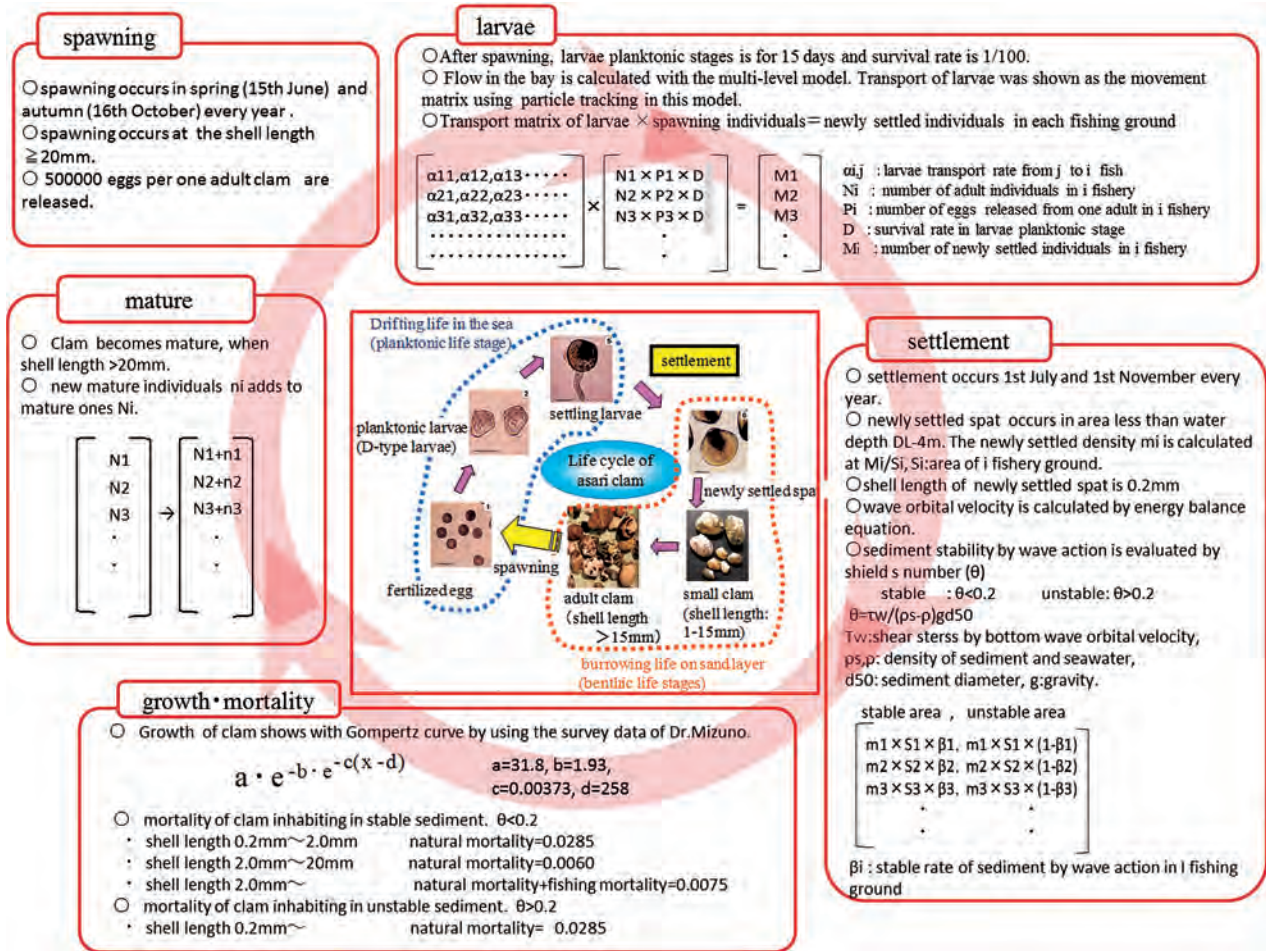 spawning
○spawning occurs in spring (15th June) and
autumn (16th October) every year .
○spawning occurs at the shell length
≧20mm.
○ 500000 eggs per one adult clam are
released.
larvae
○After spawning, larvae planktonic stages is for 15 days and survival rate is 1/100.
○ Flow in the bay is calculated with the multi-level model. Transport of larvae was shown as the movement
matrix using particle tracking in this model.
○Transport matrix of larvae × spawning individuals＝newly settled individuals in each fishing ground
α11,α12,α13･････ N1×P1×D M1
α21,α22,α23･････ × N2×P2×D = M2
α31,α32,α33･････ N3×P3×D M3
･･････････････ ･ ･
･･････････････ ･ ･
αi,j : larvae transport rate from j to i fish
Ni : number of adult individuals in i fishery
Pi : number of eggs released from one adult in i fishery
D : survival rate in larvae planktonic stage
Mi : number of newly settled individuals in i fishery
mature
○ Clam becomes mature, when
shell length >20mm.
○ new mature individuals ni adds to
mature ones Ni.
N1 N1+n1
N2 N2+n2
N3 → N3+n3
･ ･
･ ･
Drifting life in the sea
(planktonic life stage)
5
settlement
settling larvae
2
planktonic larvae
(D-type larvae)
Life cycle of
asari clam
6
newly settled spa
1
fertilized egg
spawning
adult clam
(shell length
＞15mm)
small clam
(shell length:
1-15mm)
burrowing life on sand layer
(benthic life stages)
settlement
○ settlement occurs 1st July and 1st November every
year.
○ newly settled spat occurs in area less than water
depth DL-4m. The newly settled density mi is calculated
at Mi/Si, Si:area of i fishery ground.
○shell length of newly settled spat is 0.2mm
○wave orbital velocity is calculated by energy balance
equation.
○sediment stability by wave action is evaluated by
shield s number (θ)
stable : θ<0.2 unstable: θ>0.2
θ=τw/(ρs-ρ)gd50
τw:shear sterss by bottom wave orbital velocity,
ρs,ρ: density of sediment and seawater,
d50: sediment diameter, g:gravity.
stable area , unstable area
m1×S1×β1, m1×S1×(1-β1)
m2×S2×β2, m2×S2×(1-β2)
m3×S3×β3, m3×S3×(1-β3)
･ ･
･ ･
βi : stable rate of sediment by wave action in I fishing
ground
growth･mortality
○ Growth of clam shows with Gompertz curve by using the survey data of Dr.Mizuno.
a · e^-b · e^-c(x-d)
a=31.8, b=1.93,
c=0.00373, d=258
○ mortality of clam inhabiting in stable sediment. θ<0.2
･ shell length 0.2mm～2.0mm natural mortality=0.0285
･ shell length 2.0mm～20mm natural mortality=0.0060
･ shell length 2.0mm～ natural mortality+fishing mortality=0.0075
○ mortality of clam inhabiting in unstable sediment. θ>0.2
･ shell length 0.2mm～ natural mortality= 0.0285